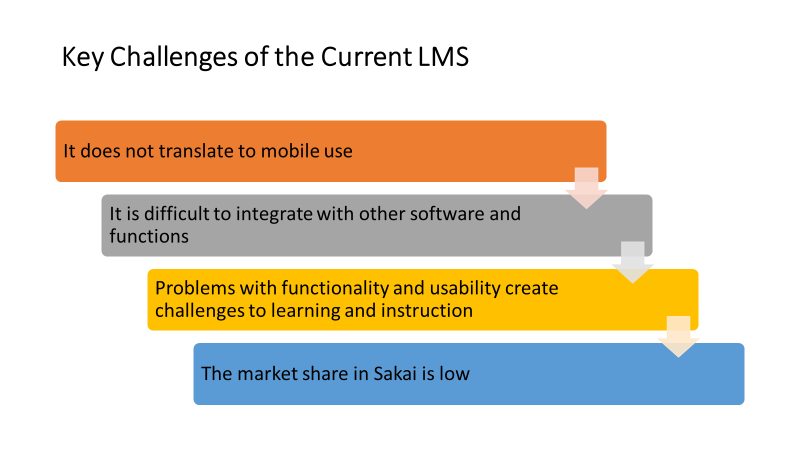 Key Challenges of the Current LMS
It does not translate to mobile use
It is difficult to integrate with other software and
functions
Problems with functionality and usability create
challenges to learning and instruction
The market share in Sakai is low